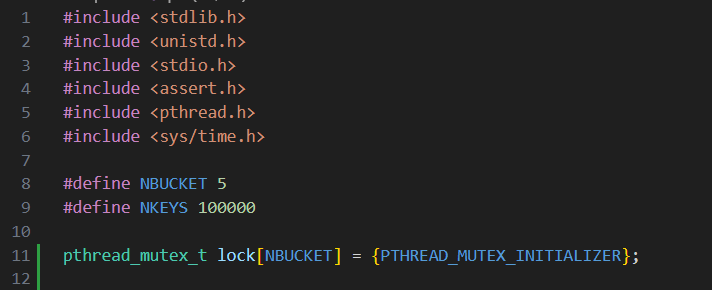 1 #include <stdlib.h>
2 #include <unistd.h>
3 #include <stdio.h>
4 #include <assert.h>
5 #include <pthread.h>
6 #include <sys/time.h>
7
8 #define NBUCKET 5
9 #define NKEYS 100000
10
11 pthread_mutex_t lock[NBUCKET] = {PTHREAD_MUTEX_INITIALIZER};
12